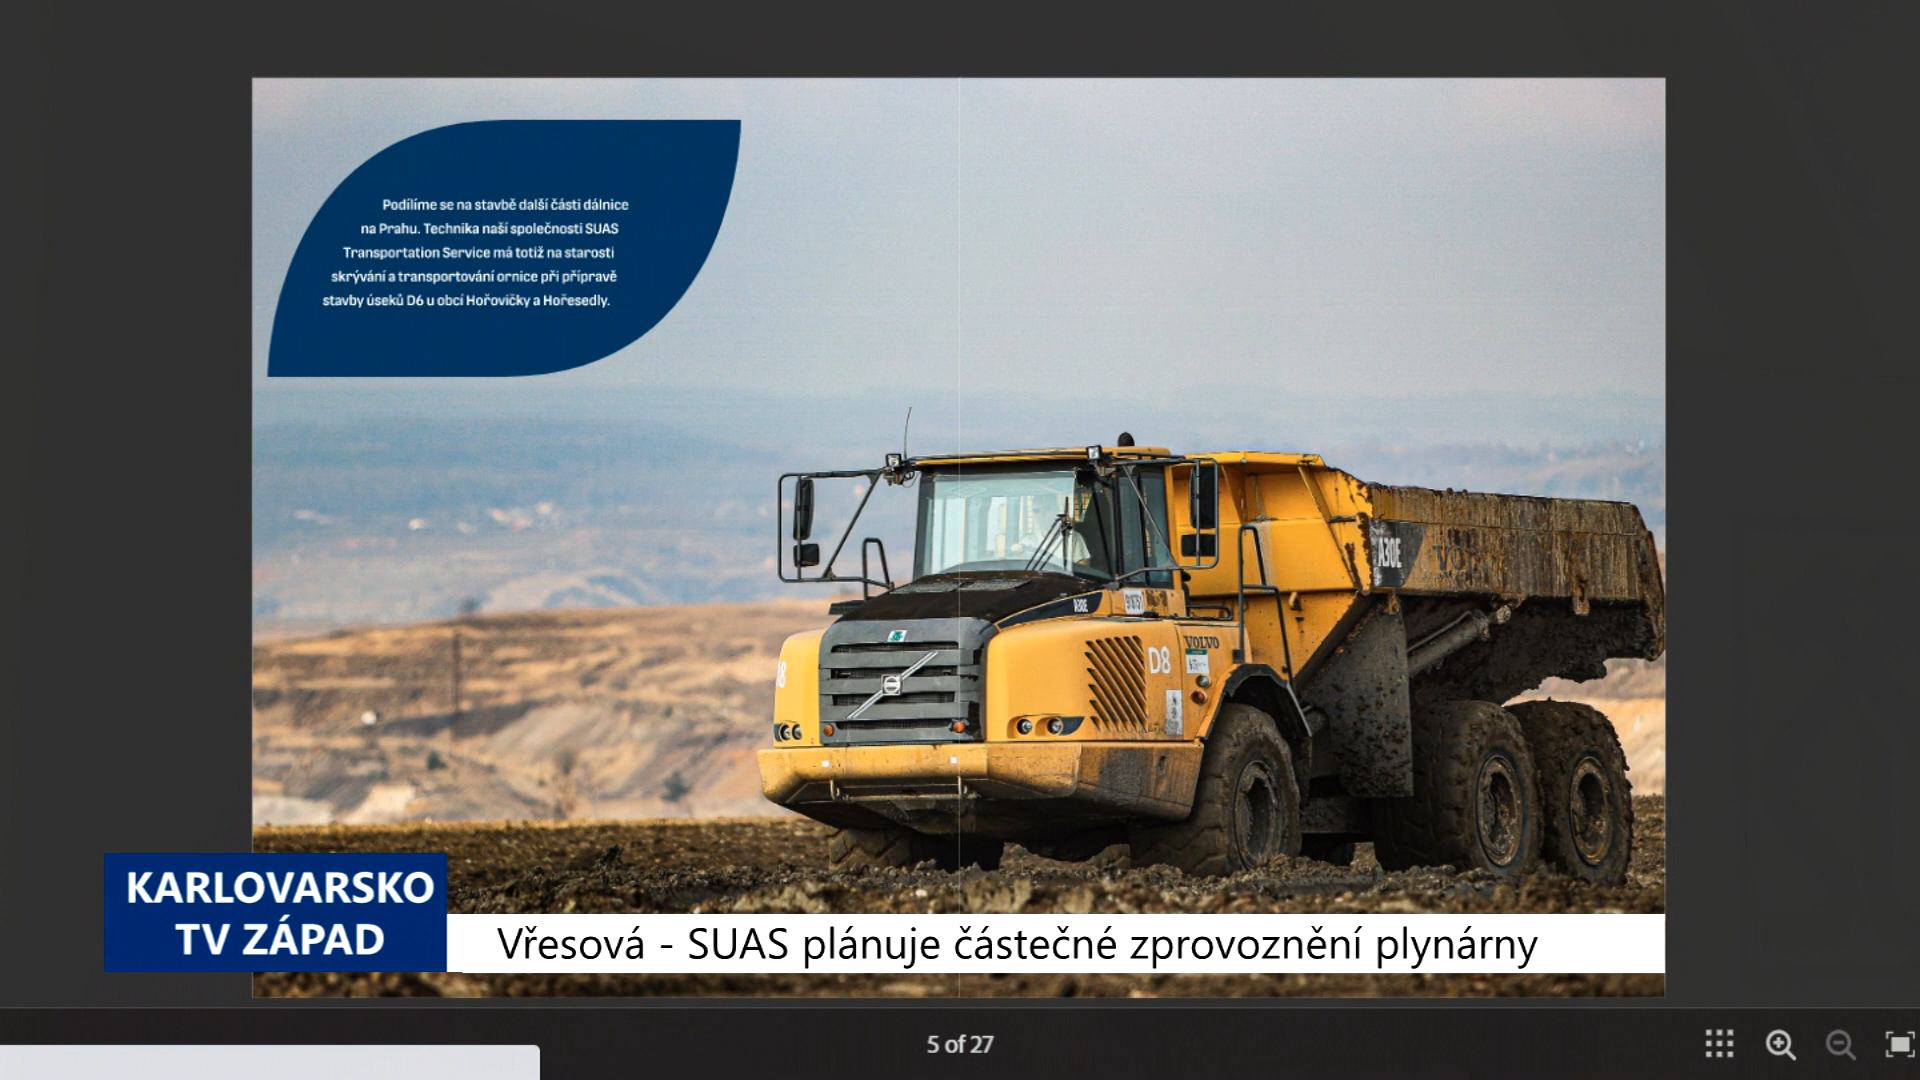 Podílíme se na stavbě další části dálnice
na Prahu. Technika naší společnosti SUAS
Transportation Service má totiž na starosti
skrývání a transportování ornice při přípravě
stavby úseků D6 u obcí Hořovičky a Hořesedly.
A30E
VOLVO
A30E
VOLVO
D8
KARLOVARSKO
TV ZÁPAD
Vřesová - SUAS plánuje částečné zprovoznění plynárny
5 of 27